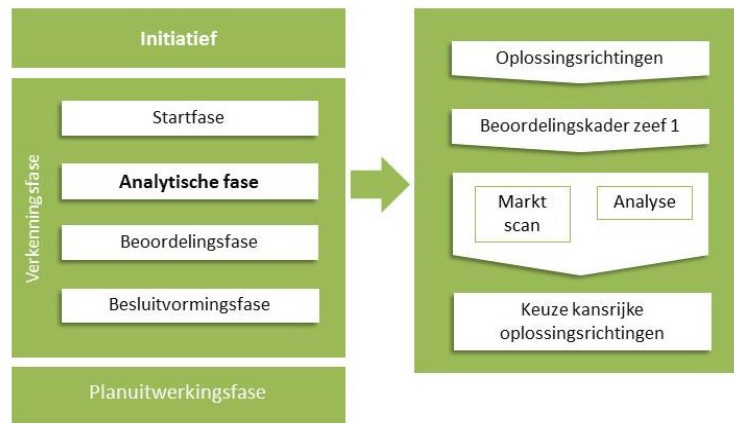 Initiatief
Verkenningsfase
Startfase
Analytische fase
Beoordelingsfase
Besluitvormingsfase
Planuitwerkingsfase
Oplossingsrichtingen
Beoordelingskader zeef 1
Markt
scan
Analyse
Keuze kansrijke
oplossingsrichtingen